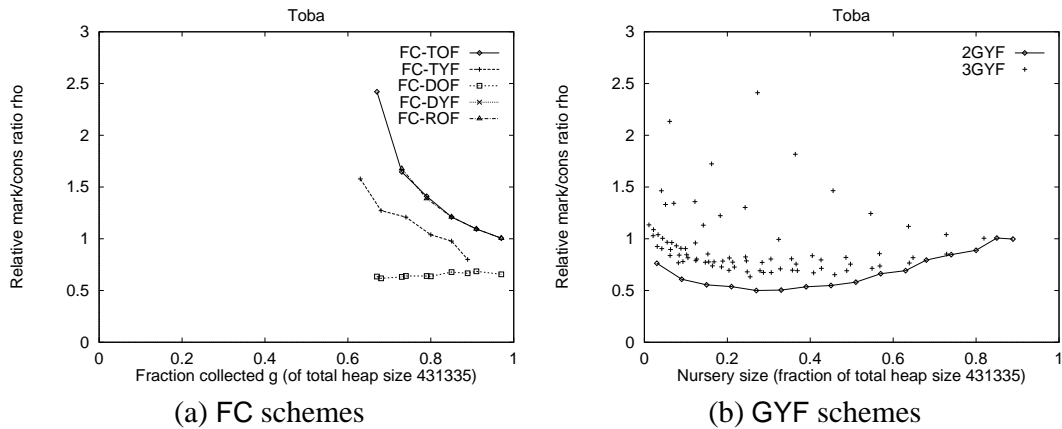 Toba
Relative mark/cons ratio rho
3
2.5
2
1.5
1
0.5
0
FC-TOF
FC-TYF
FC-DOF
FC-DYF
FC-ROF
0 0.2 0.4 0.6 0.8 1
Fraction collected g (of total heap size 431335)
(a) FC schemes
Toba
Relative mark/cons ratio rho
3
2.5
2
1.5
1
0.5
0
2GYF
3GYF
0 0.2 0.4 0.6 0.8 1
Nursery size (fraction of total heap size 431335)
(b) GYF schemes